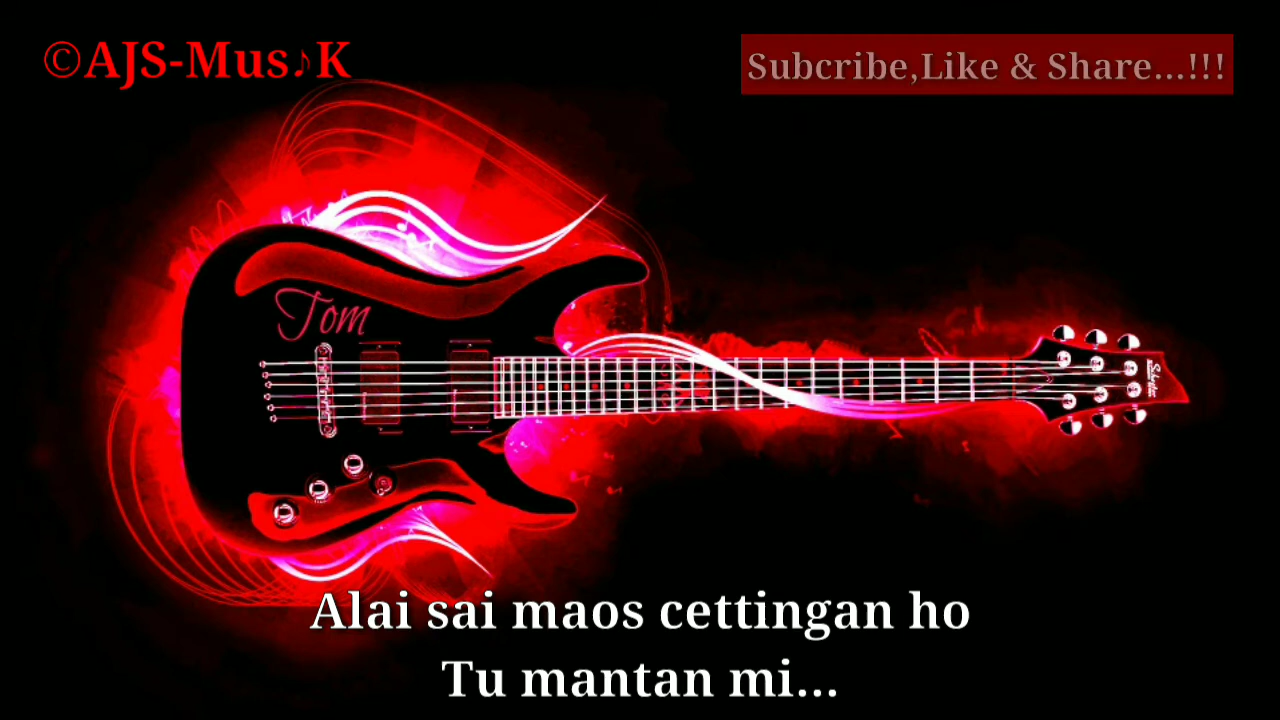 ©AJS-Mus♪K
Subcribe,Like & Share...!!!
Tom
Alai sai maos cettingan ho
Tu mantan mi...